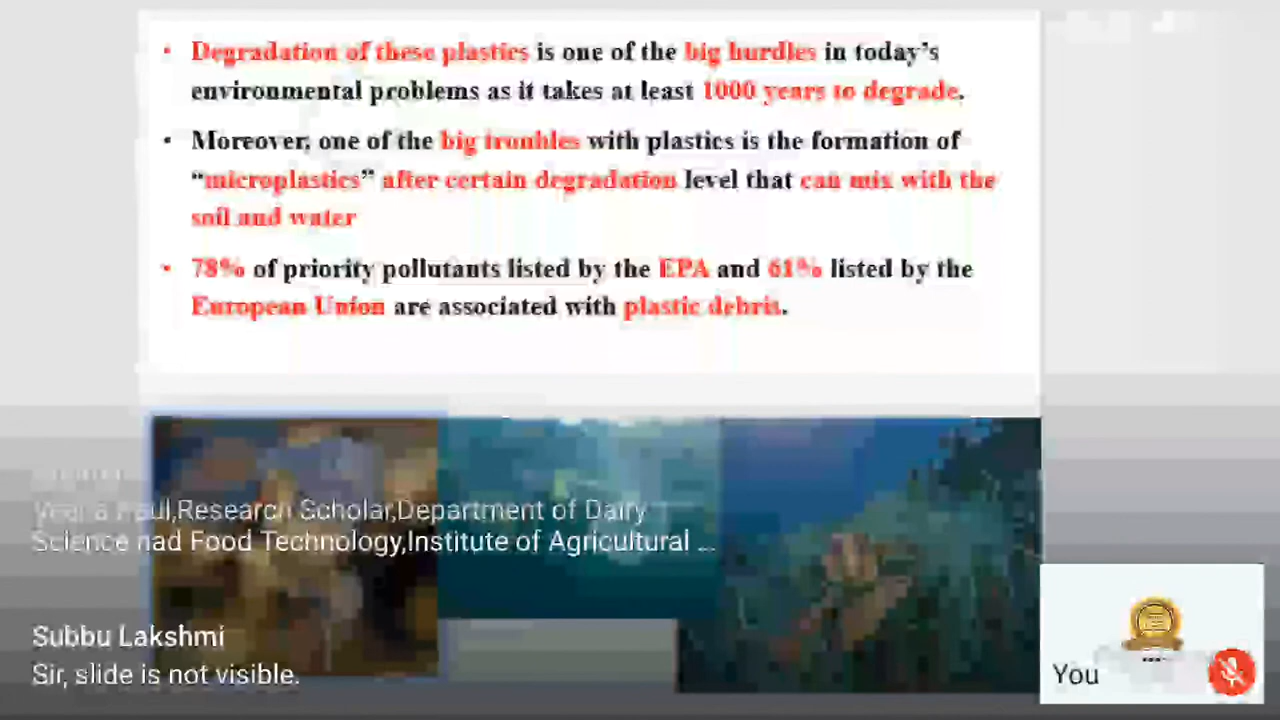 • Degradation of these plastics is one of the big hurdles in today's
environmental problems as it takes at least 1000 years to degrade.
• Moreover, one of the big troubles with plastics is the formation of
“microplastics” after certain degradation level that can mix with the
soil and water
• 78% of priority pollutants listed by the EPA and 61% listed by the
European Union are associated with plastic debris.
Paul,Research Scholar,Department of Dairy
Science nad Food Technology,Institute of Agricultural ...
Subbu Lakshmi
Sir, slide is not visible.
You